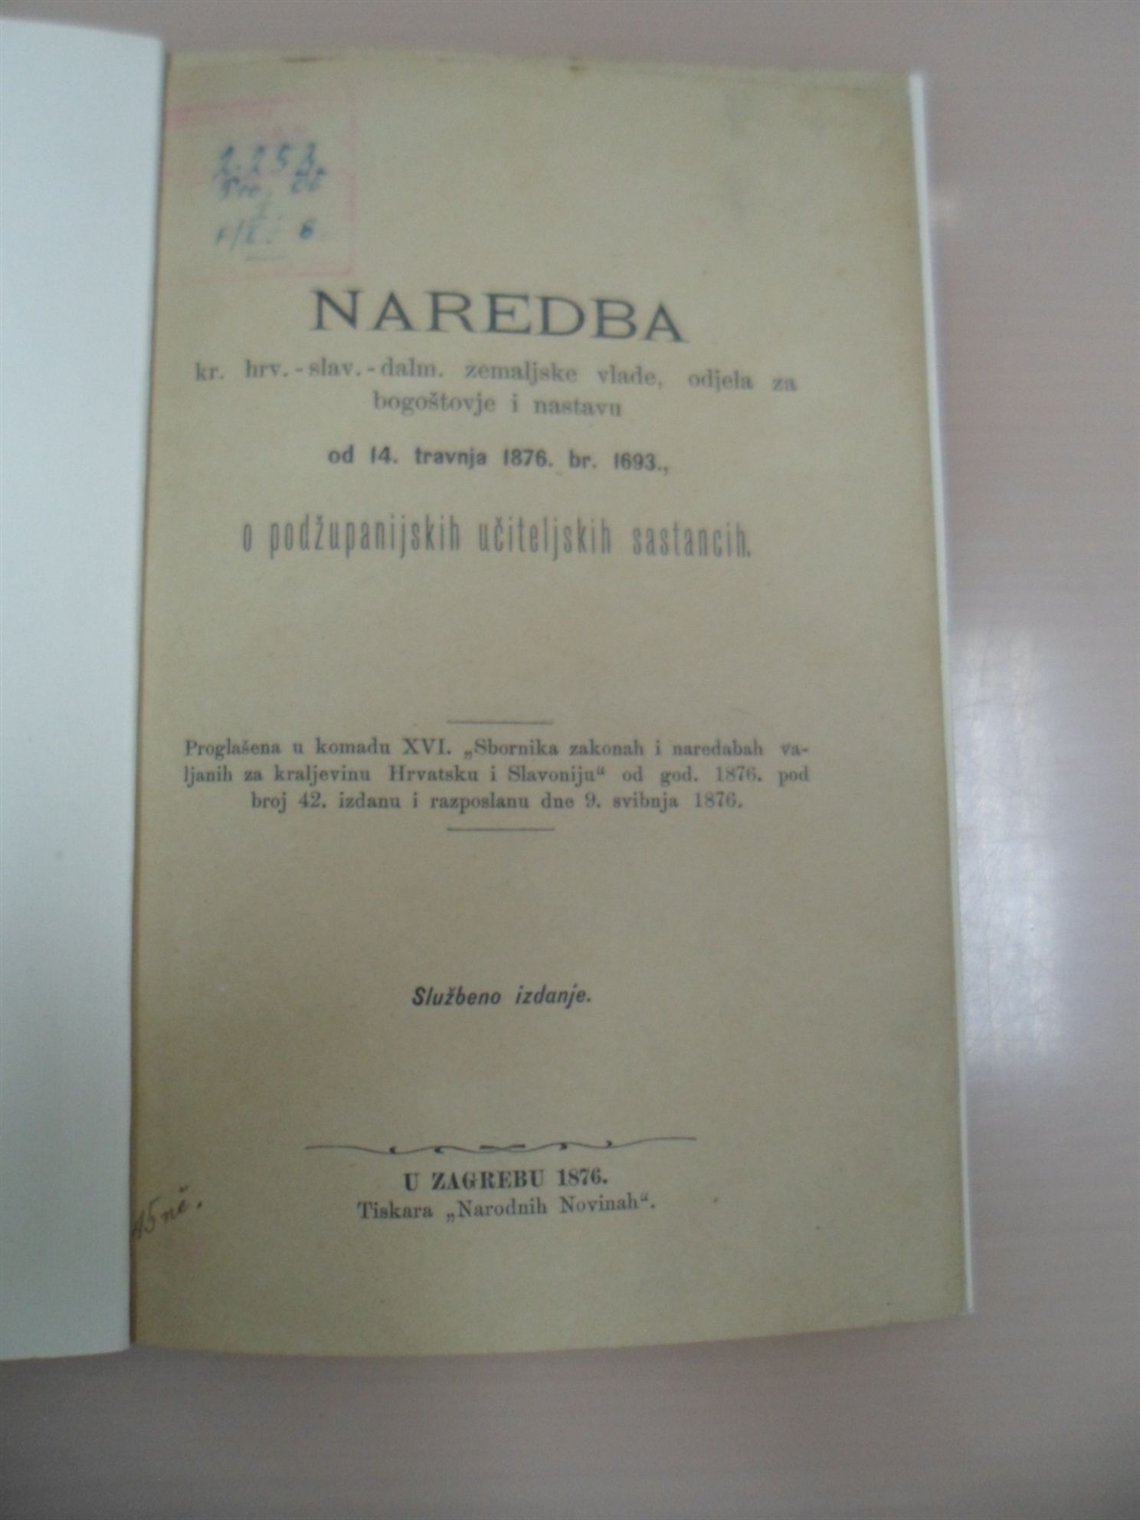 NAREDBA
kr. hrv.-slav.-dalm. zemaljske vlade, odjela za
bogoštovje i nastavu
od 14. travnja 1876. br. 1693.,
o podžupanijskih učiteljskih sastancih.
Proglašena u komadu XVI. „Sbornika zakonah i naredabah va-
ljanih za kraljevinu Hrvatsku i Slavoniju“ od god. 1876. pod
broj 42. izdanu i razposlanu dne 9. svibnja 1876.
Službeno izdanje.
U ZAGREBU 1876.
Tiskara „Narodnih Novinah“.